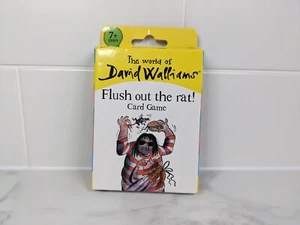 7+
The world of
David Walliams
Flush out the rat!
Card Game